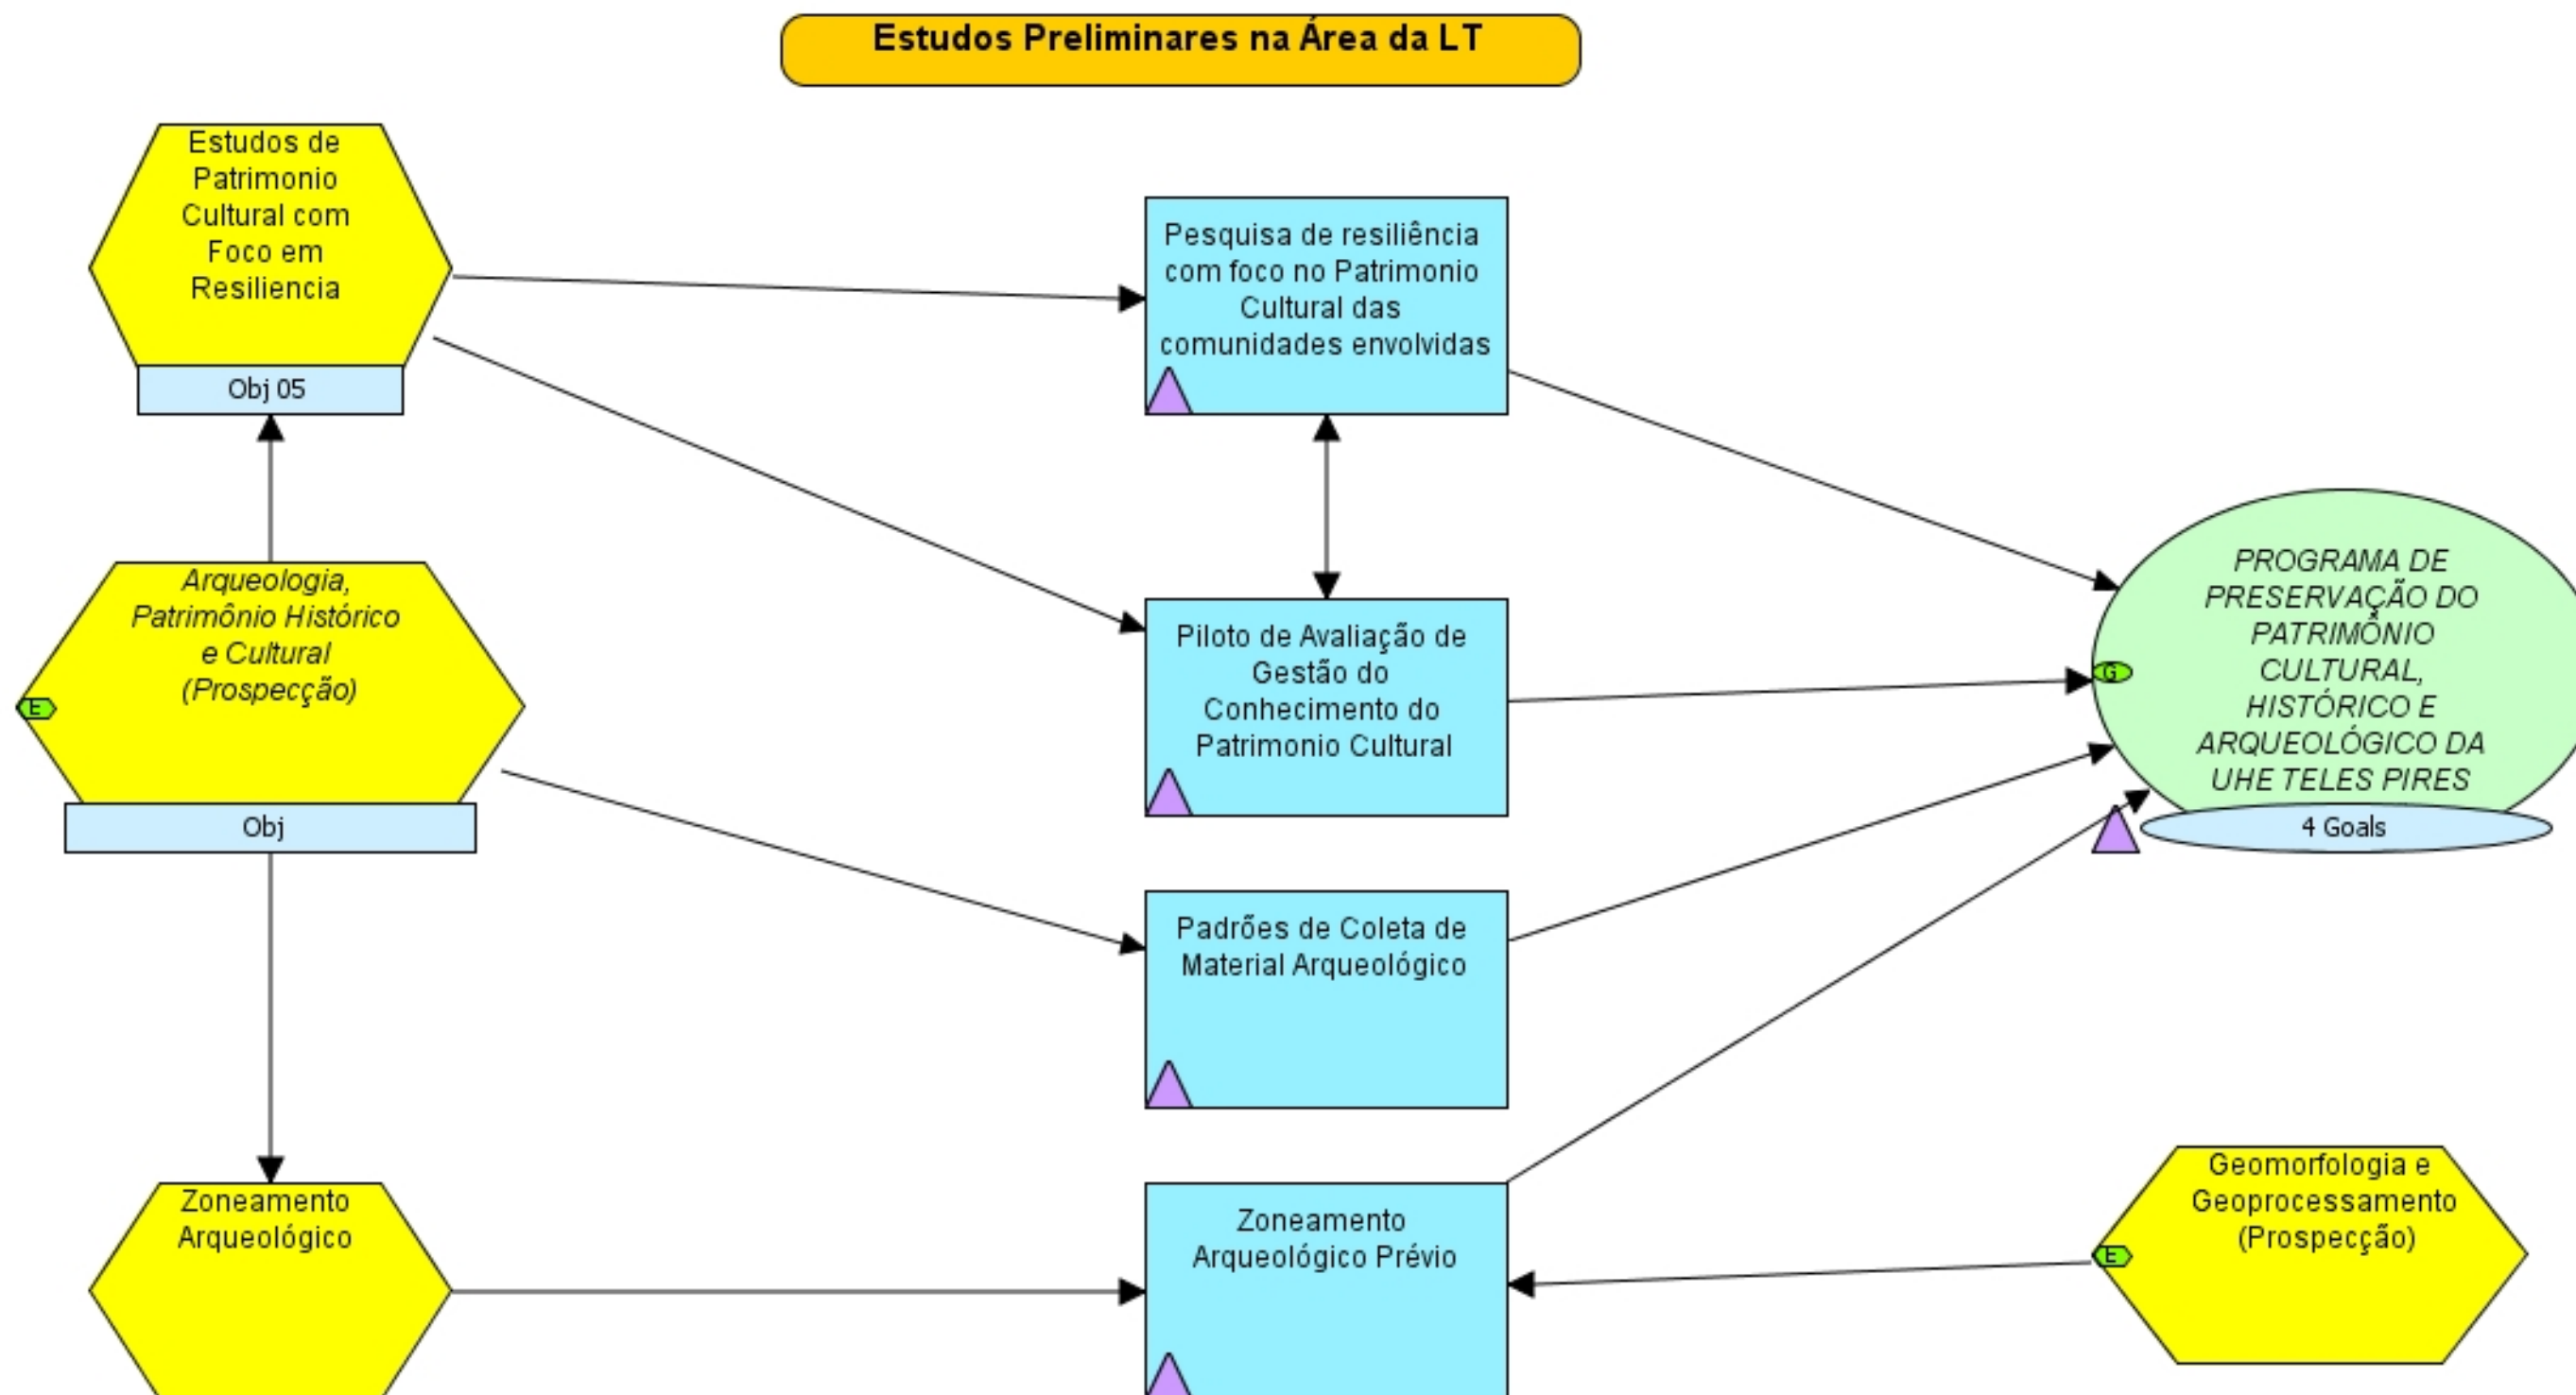 Estudos Preliminares na Área da LT
Estudos de
Patrimonio
Cultural com
Foco em
Resiliencia
Obj 05
Pesquisa de resiliência
com foco no Patrimonio
Cultural das
comunidades envolvidas
Arqueologia,
Patrimônio Histórico
e Cultural
(Prospecção)
E
Obj
Piloto de Avaliação de
Gestão do
Conhecimento do
Patrimonio Cultural
PROGRAMA DE
PRESERVAÇÃO DO
PATRIMÔNIO
CULTURAL,
HISTÓRICO E
ARQUEOLÓGICO DA
UHE TELES PIRES
G
4 Goals
Padrões de Coleta de
Material Arqueológico
Zoneamento
Arqueológico
Zoneamento
Arqueológico Prévio
Geomorfologia e
Geoprocessamento
(Prospecção)
E